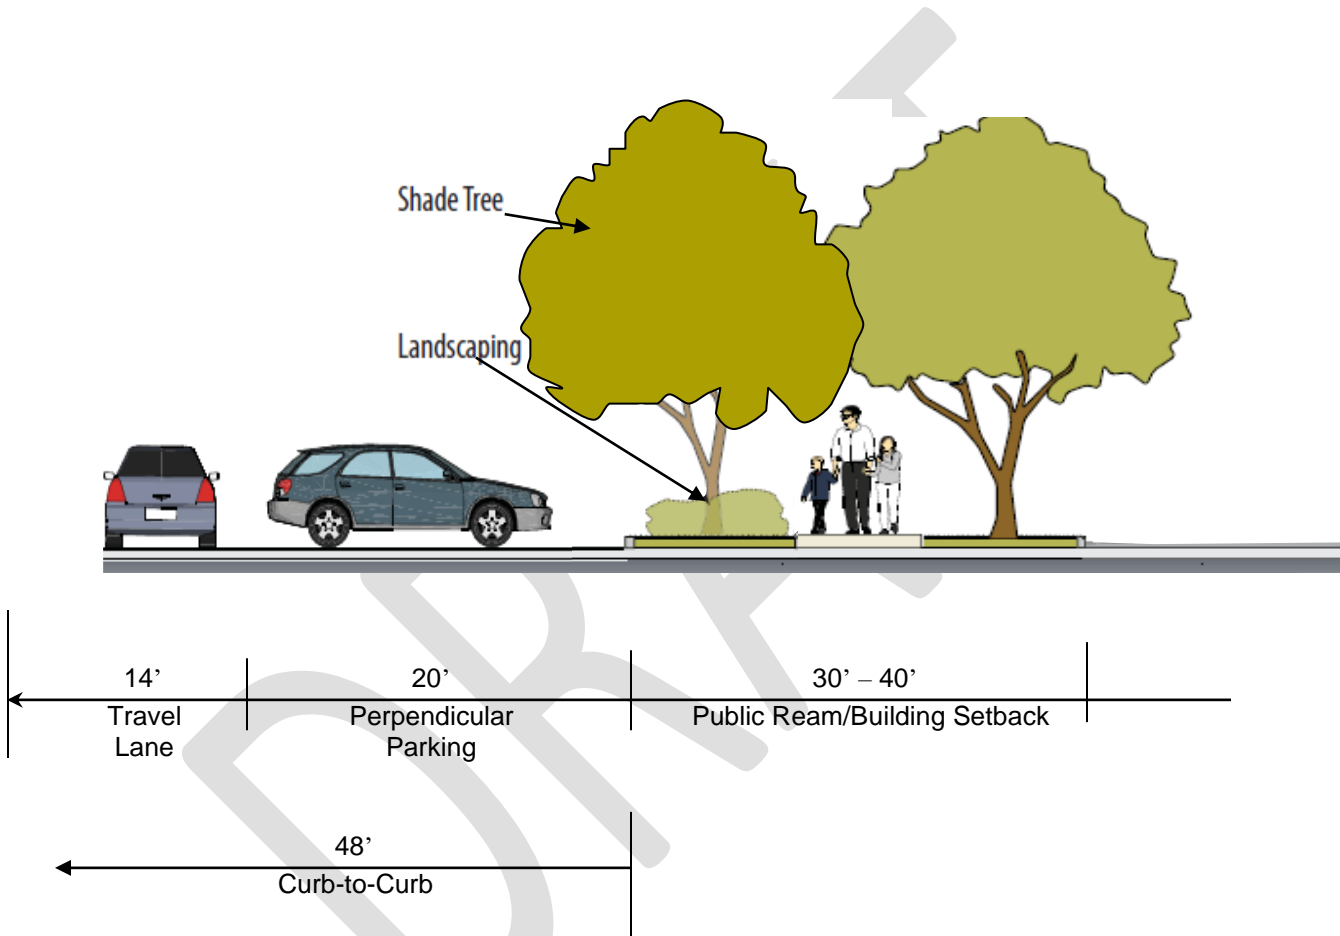 Shade Tree
Landscaping
14’
20’
30’ – 40’
Travel
Lane
Perpendicular
Parking
Public Ream/Building Setback
48’
Curb-to-Curb
DRAFT